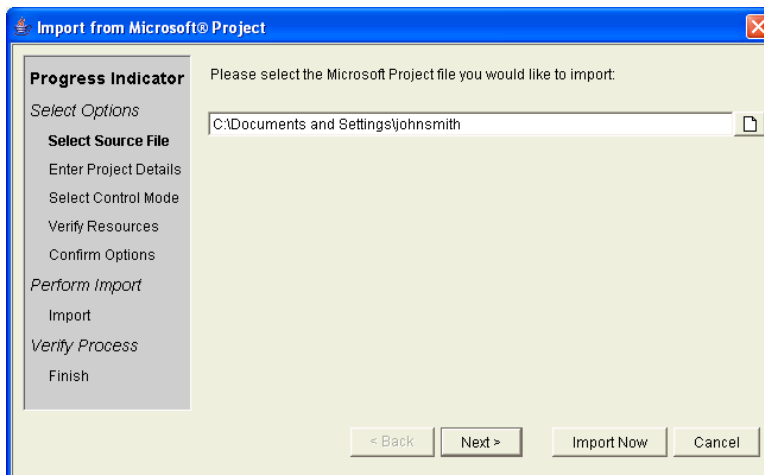 Import from Microsoft® Project
Progress Indicator
Select Options
Select Source File
Enter Project Details
Select Control Mode
Verify Resources
Confirm Options
Perform Import
Import
Verify Process
Finish
Please select the Microsoft Project file you would like to import:
C:\Documents and Settings\johnsmith
< Back Next > Import Now Cancel